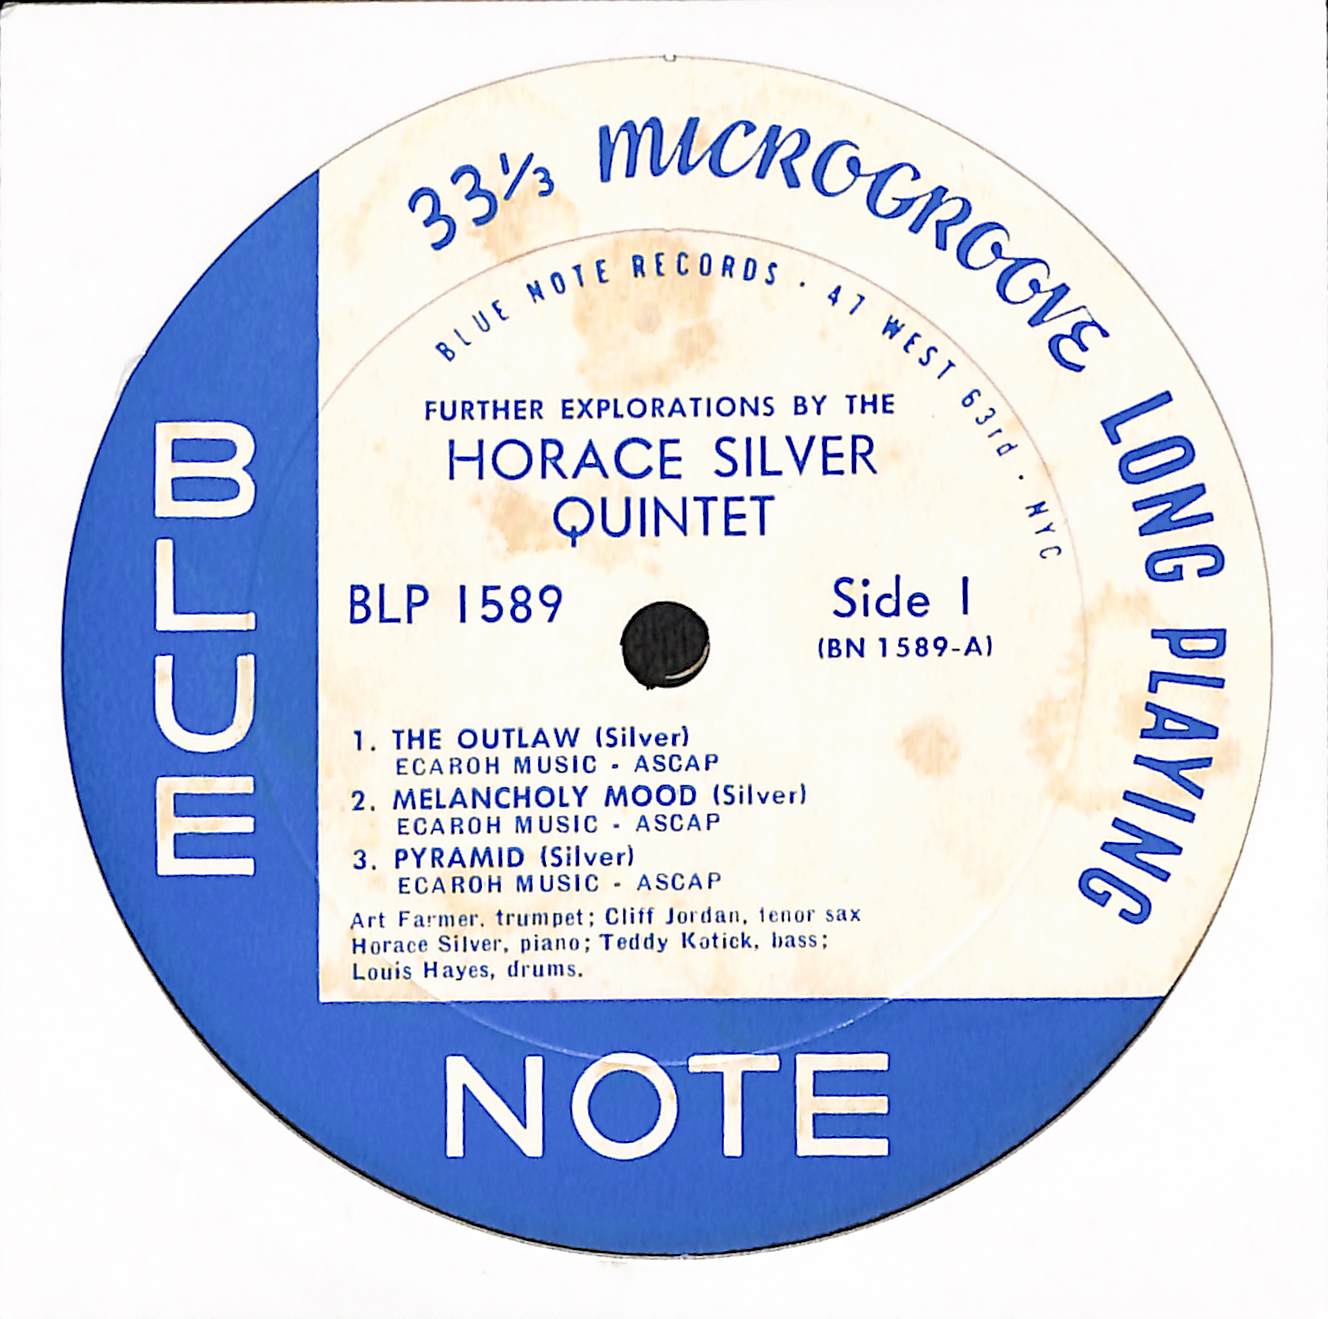 33 1/3 MICROGROOVE LONG PLAYING
BLUE NOTE RECORDS · 47 WEST 63rd · NYC
FURTHER EXPLORATIONS BY THE
HORACE SILVER
QUINTET
BLP 1589
Side 1
(BN 1589-A)
1. THE OUTLAW (Silver)
ECAROH MUSIC - ASCAP
2. MELANCHOLY MOOD (Silver)
ECAROH MUSIC - ASCAP
3. PYRAMID (Silver)
ECAROH MUSIC - ASCAP
Art Farmer, trumpet; Cliff Jordan, tenor sax
Horace Silver, piano; Teddy Kotick, bass;
Louis Hayes, drums.
BLUE
NOTE